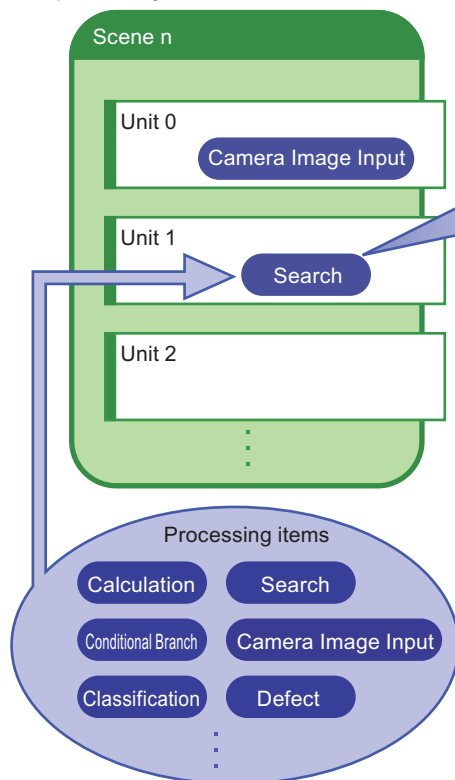 Scene n
Unit 0
Camera Image Input
Unit 1
Search
Unit 2
Processing items
Calculation Search
Conditional Branch Camera Image Input
Classification Defect